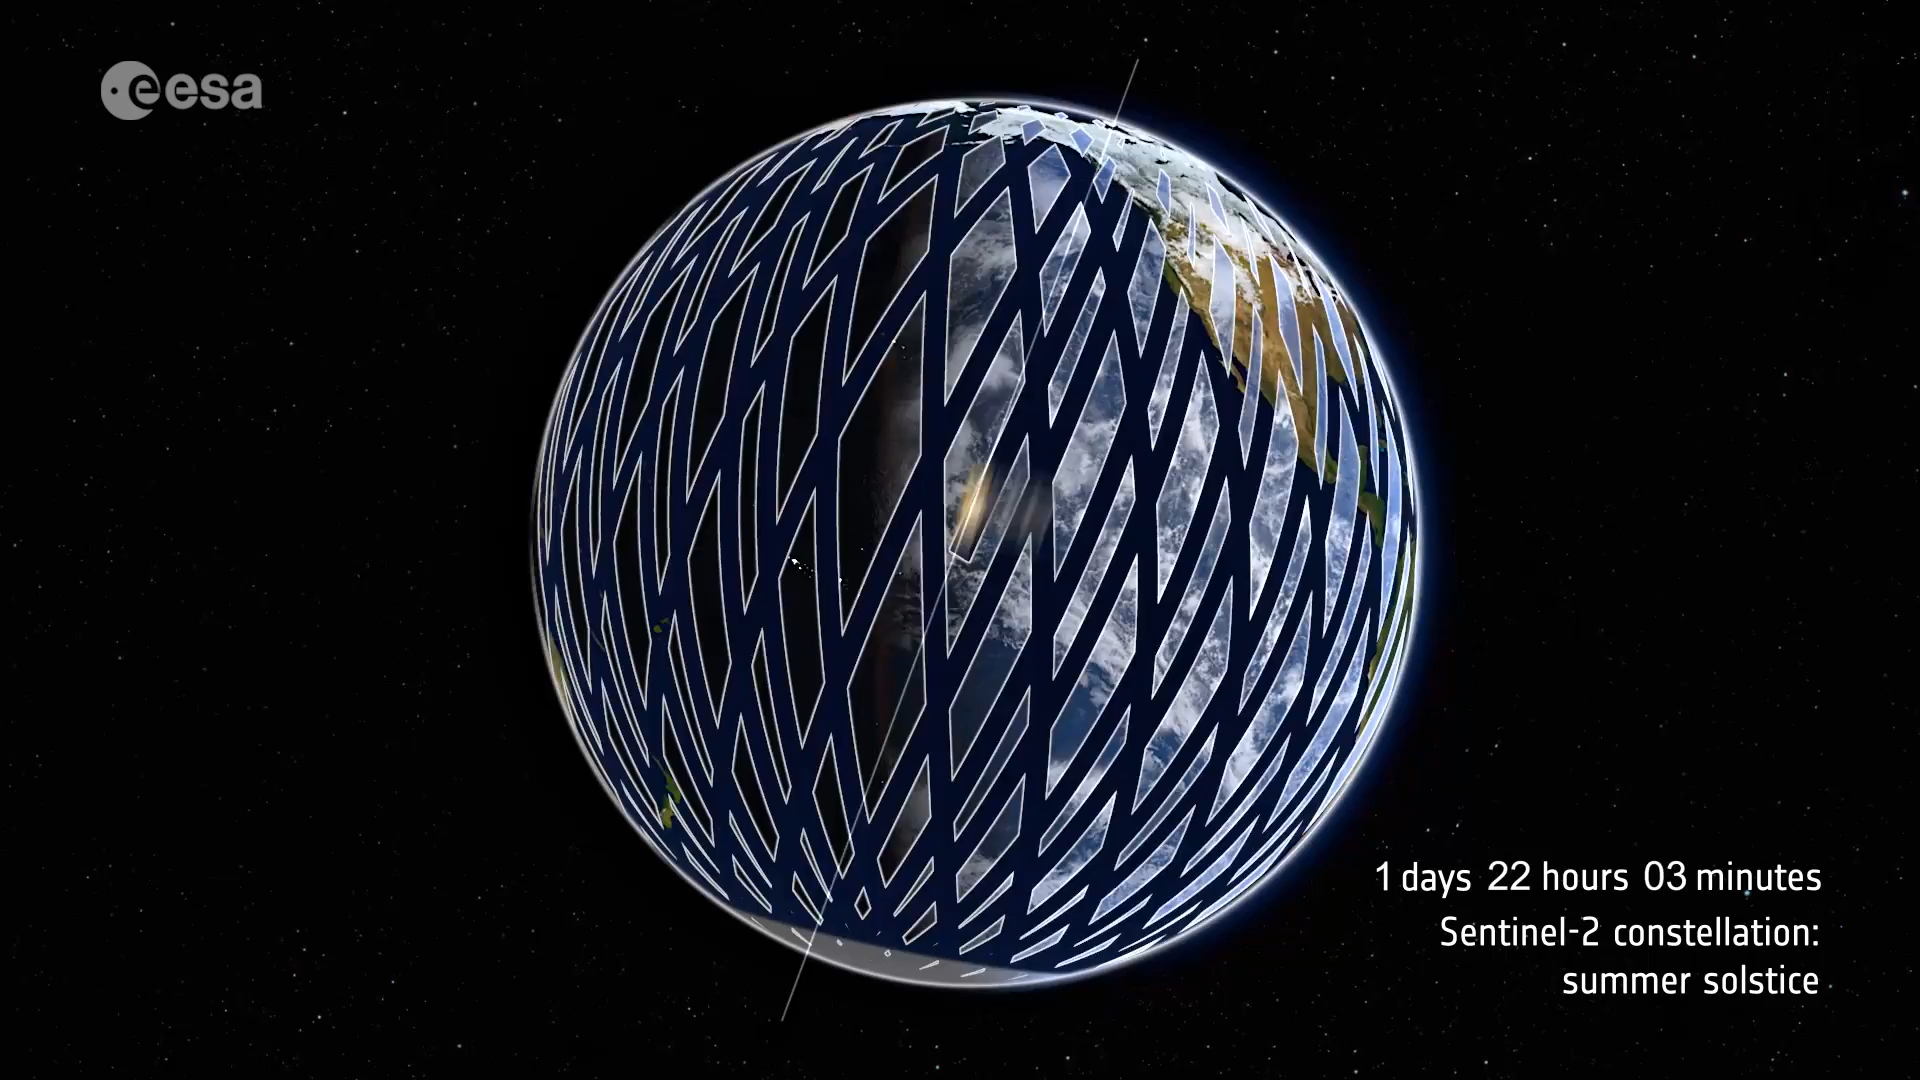 esa
1 days 22 hours 03 minutes
Sentinel-2 constellation:
summer solstice